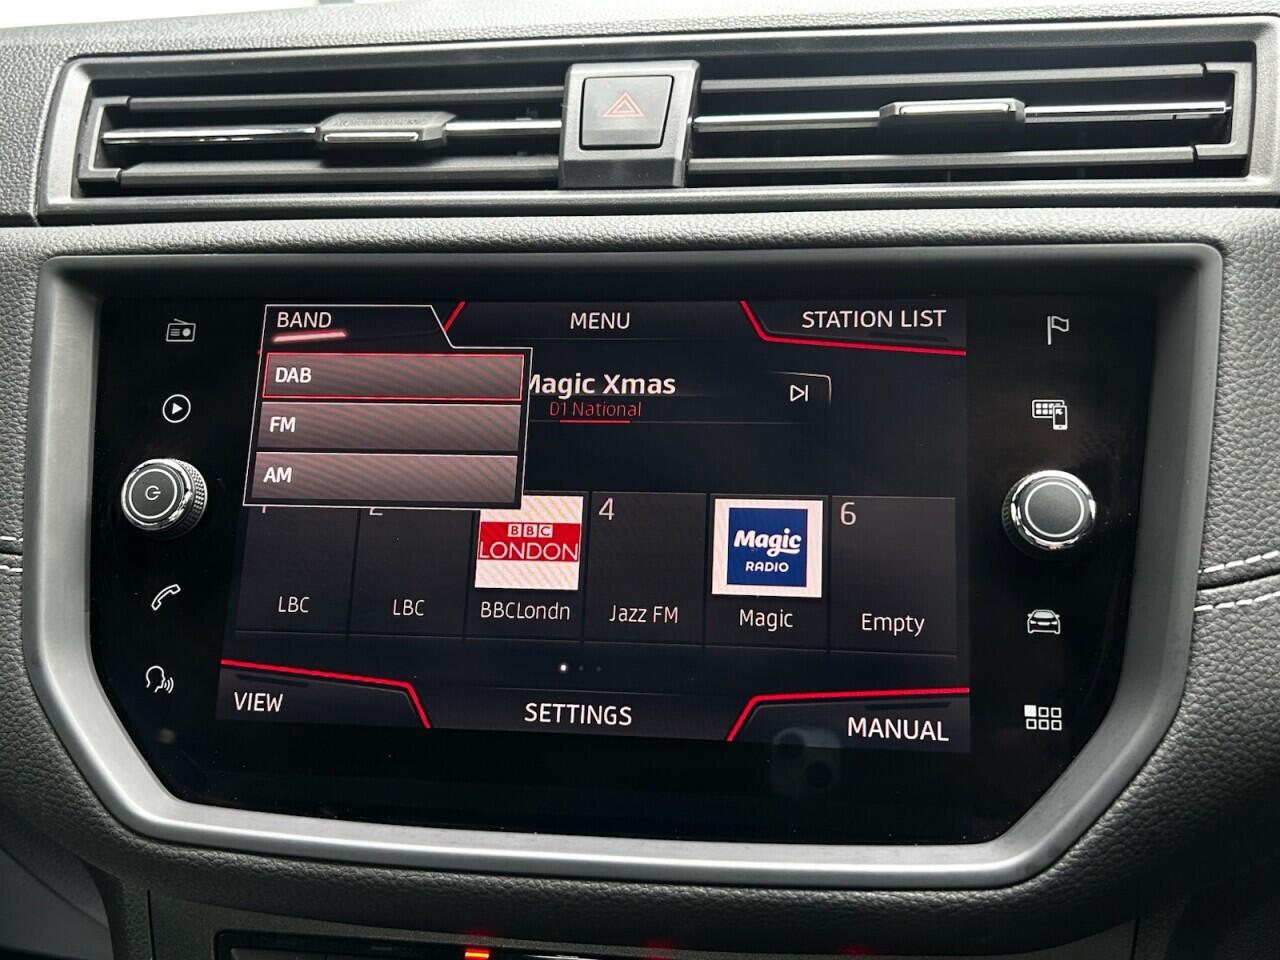 BAND
MENU
STATION LIST
DAB
Magic Xmas
D1 National
FM
AM
4
6
BBC
LONDON
Magic
RADIO
LBC
LBC
BBCLondn
Jazz FM
Magic
Empty
VIEW
SETTINGS
MANUAL